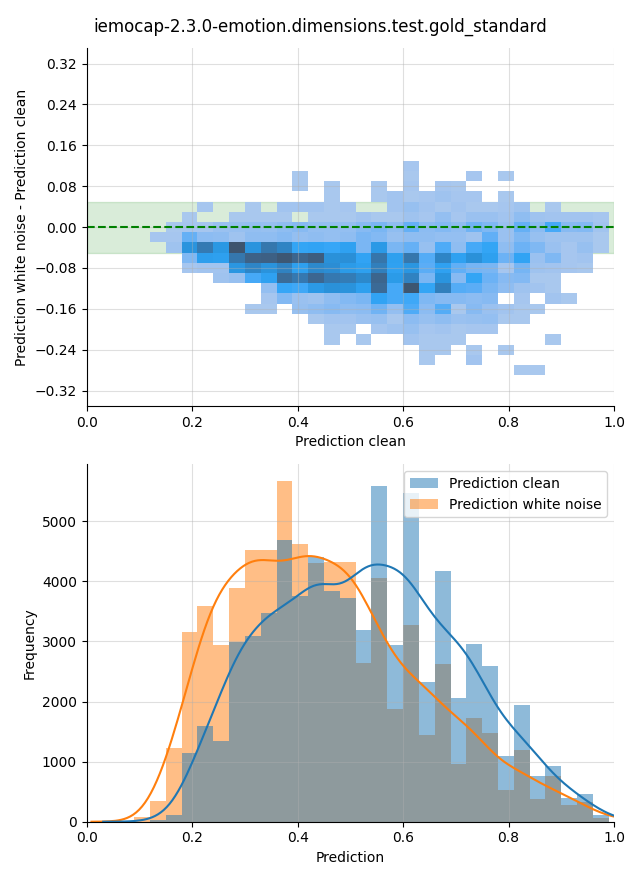 iemocap-2.3.0-emotion.dimensions.test.gold_standard
Prediction white noise - Prediction clean
0.32
0.24
0.16
0.08
0.00
−0.08
−0.16
−0.24
−0.32
0.0 0.2 0.4 0.6 0.8 1.0
Prediction clean
Prediction clean
Prediction white noise
Frequency
5000
4000
3000
2000
1000
0
0.0 0.2 0.4 0.6 0.8 1.0
Prediction